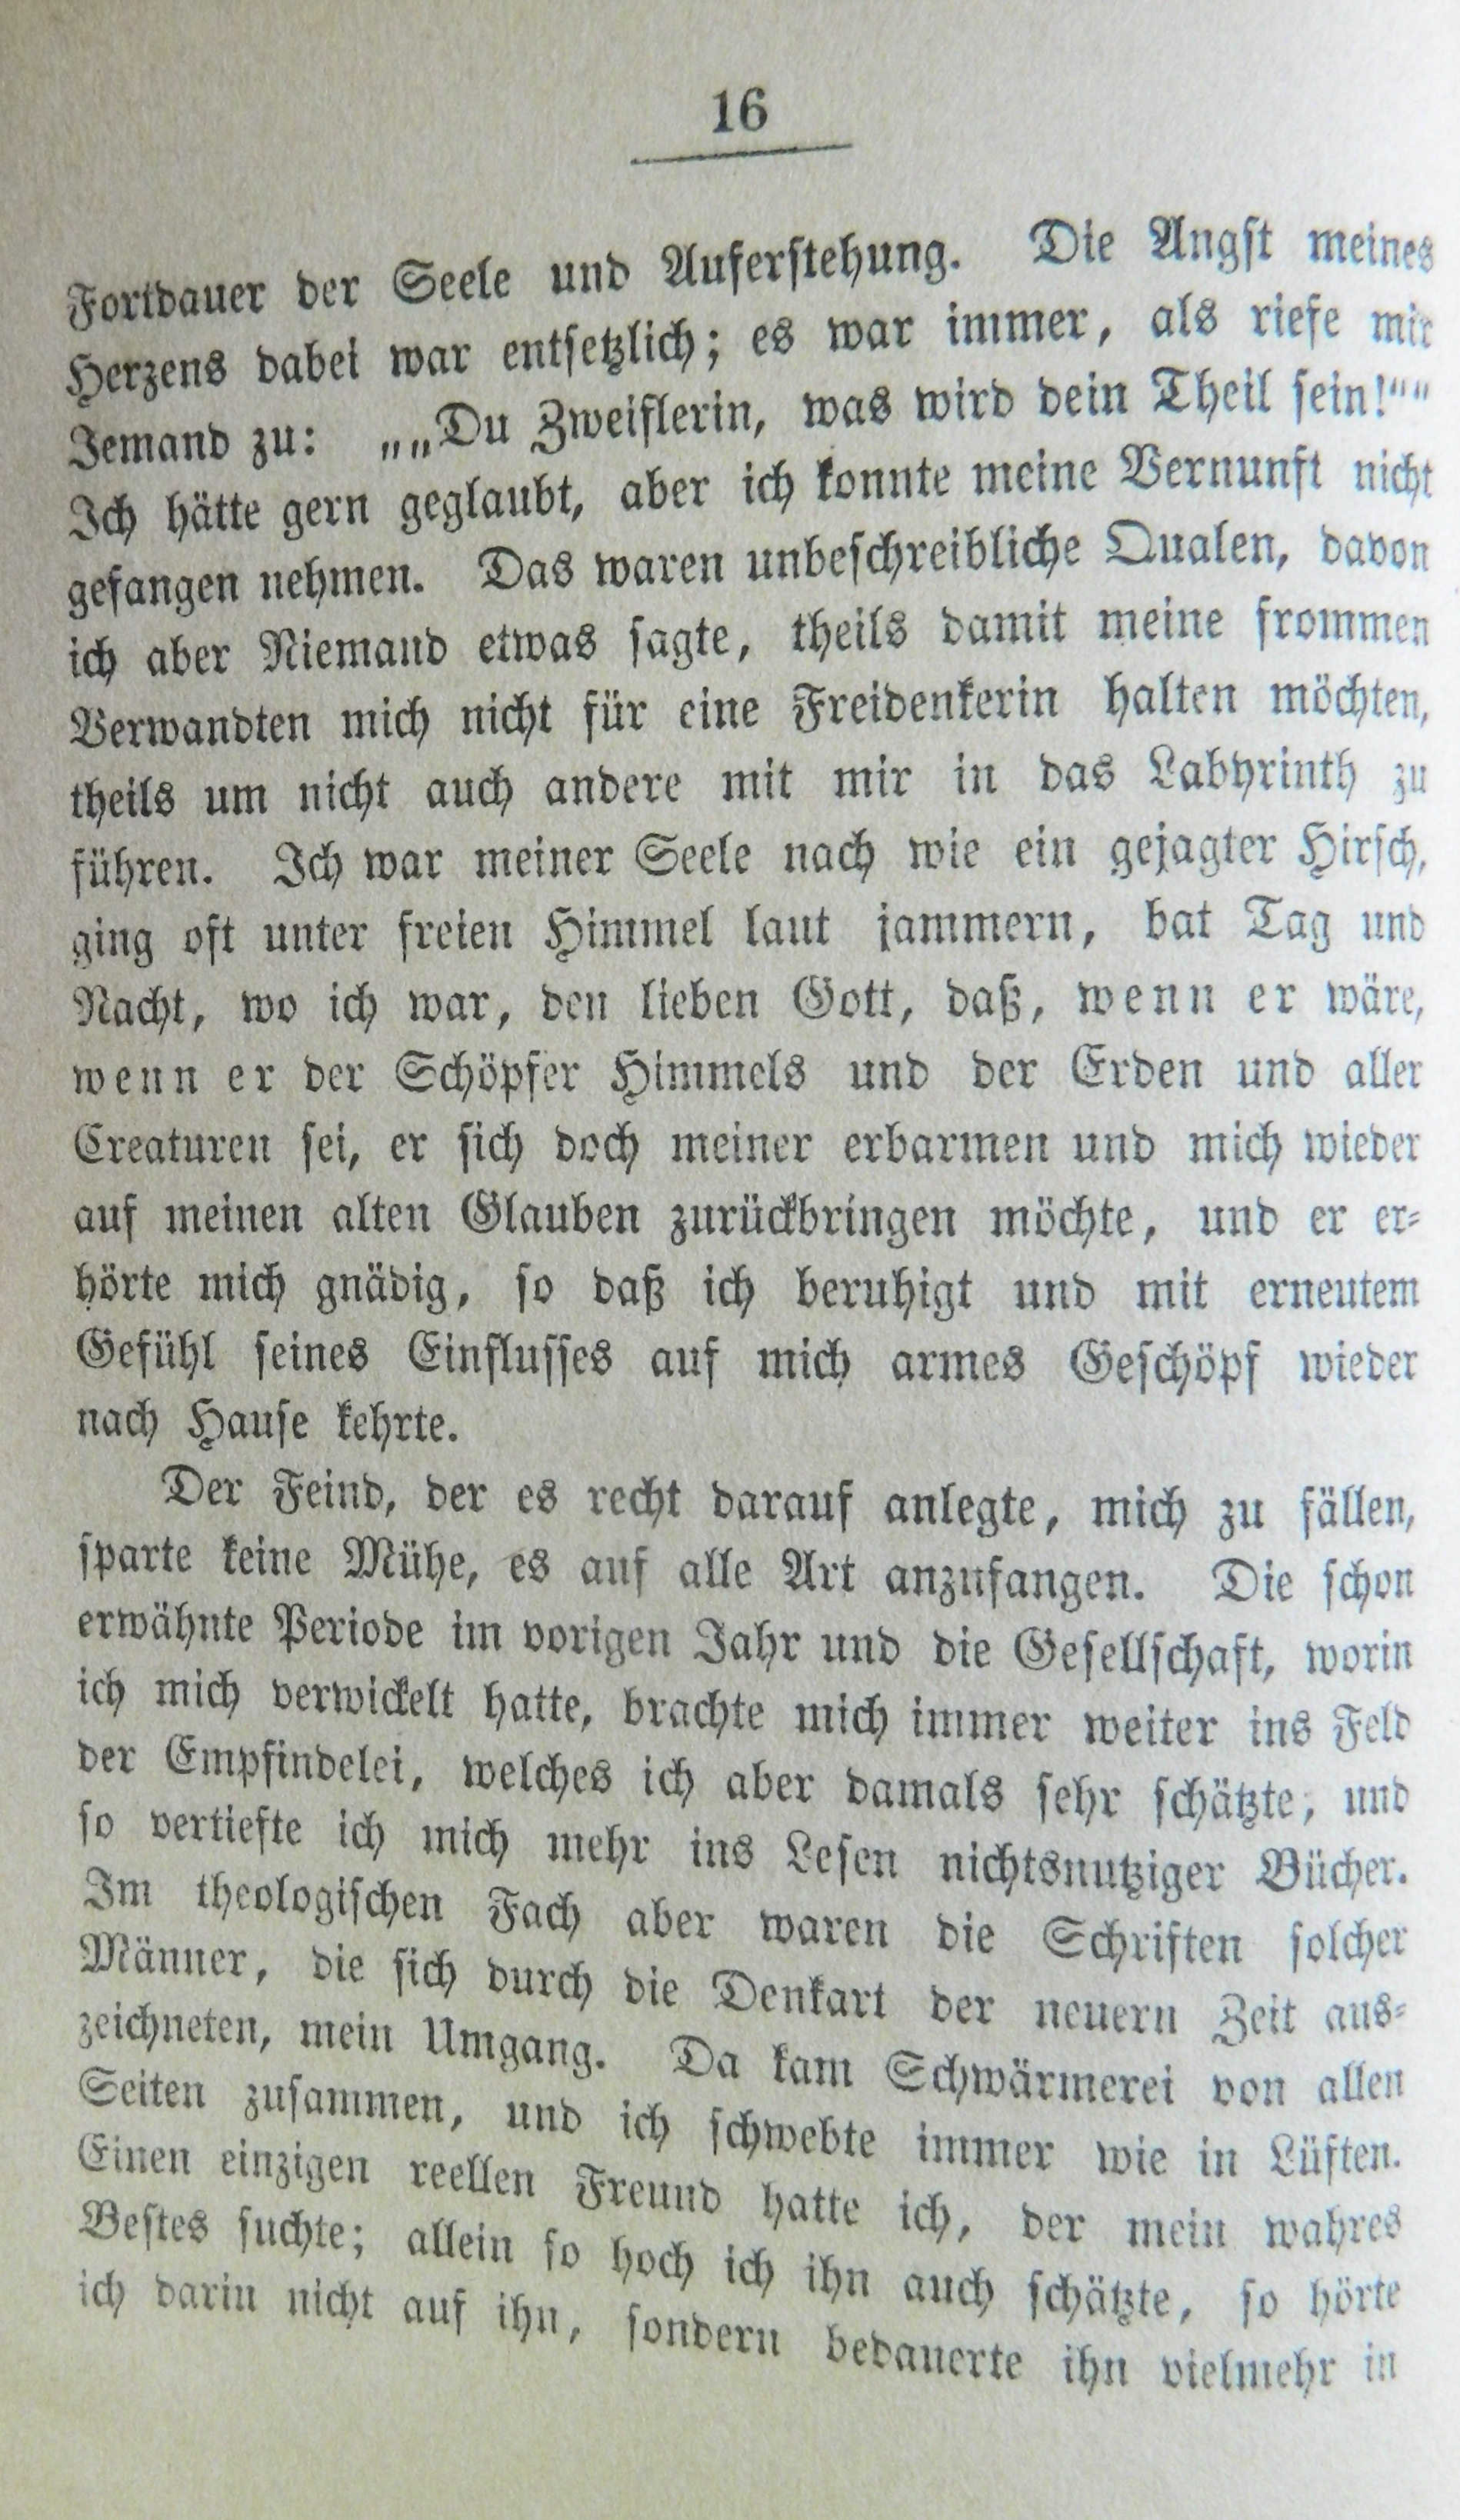 16
Fortdauer der Seele und Auferstehung. Die Angst meines
Herzens dabei war entsetzlich; es war immer, als riefe mir
Jemand zu: „„Du Zweiflerin, was wird dein Theil sein!““
Ich hätte gern geglaubt, aber ich konnte meine Vernunft nicht
gefangen nehmen. Das waren unbeschreibliche Qualen, davon
ich aber Niemand etwas sagte, theils damit meine frommen
Verwandten mich nicht für eine Freidenkerin halten möchten,
theils um nicht auch andere mit mir in das Labyrinth zu
führen. Ich war meiner Seele nach wie ein gejagter Hirsch,
ging oft unter freien Himmel laut jammern, bat Tag und
Nacht, wo ich war, den lieben Gott, daß, wenn er wäre,
wenn er der Schöpfer Himmels und der Erden und aller
Creaturen sei, er sich doch meiner erbarmen und mich wieder
auf meinen alten Glauben zurückbringen möchte, und er er-
hörte mich gnädig, so daß ich beruhigt und mit erneutem
Gefühl seines Einflusses auf mich armes Geschöpf wieder
nach Hause kehrte.
Der Feind, der es recht darauf anlegte, mich zu fällen,
sparte keine Mühe, es auf alle Art anzufangen. Die schon
erwähnte Periode im vorigen Jahr und die Gesellschaft, worin
ich mich verwickelt hatte, brachte mich immer weiter ins Feld
der Empfindelei, welches ich aber damals sehr schätzte, und
so vertiefte ich mich mehr ins Lesen nichtsnutziger Bücher.
Im theologischen Fach aber waren die Schriften solcher
Männer, die sich durch die Denkart der neuern Zeit aus-
zeichneten, mein Umgang. Da kam Schwärmerei von allen
Seiten zusammen, und ich schwebte immer wie in Lüften.
Einen einzigen reellen Freund hatte ich, der mein wahres
Bestes suchte; allein so hoch ich ihn auch schätzte, so hörte
ich darin nicht auf ihn, sondern bedauerte ihn vielmehr in